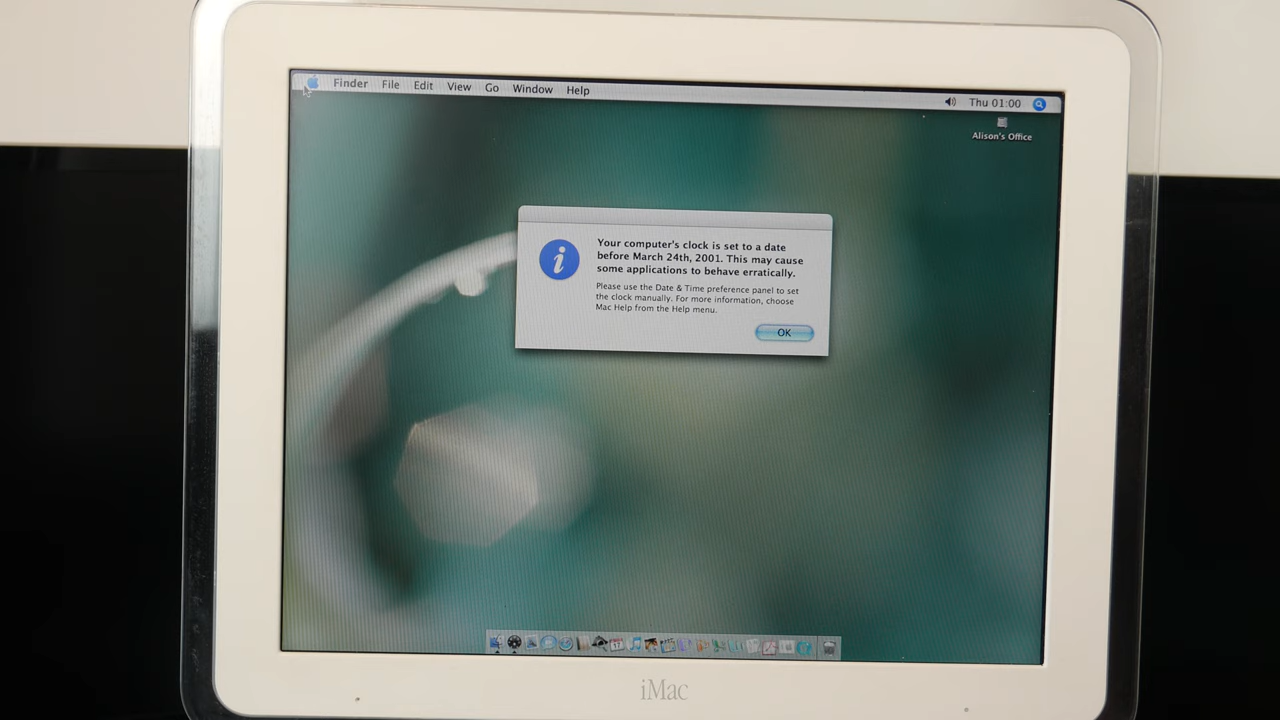 Finder File Edit View Go Window Help
Thu 01:00
Alison's Office
Your computer's clock is set to a date
before March 24th, 2001. This may cause
some applications to behave erratically.
Please use the Date & Time preference panel to set
the clock manually. For more information, choose
Mac Help from the Help menu.
OK
iMac